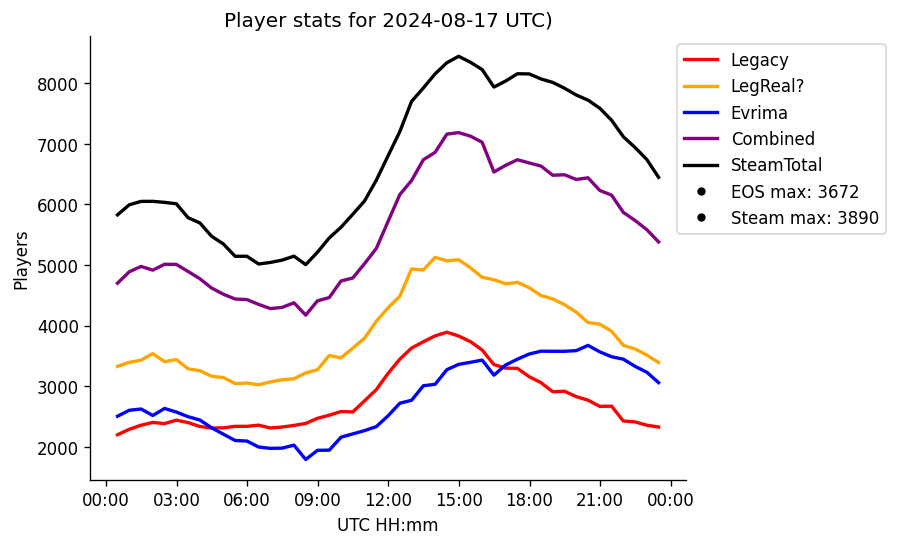 Player stats for 2024-08-17 UTC)
Legacy
LegReal?
Evrima
Combined
SteamTotal
EOS max: 3672
Steam max: 3890
Players
8000
7000
6000
5000
4000
3000
2000
00:00 03:00 06:00 09:00 12:00 15:00 18:00 21:00 00:00
UTC HH:mm